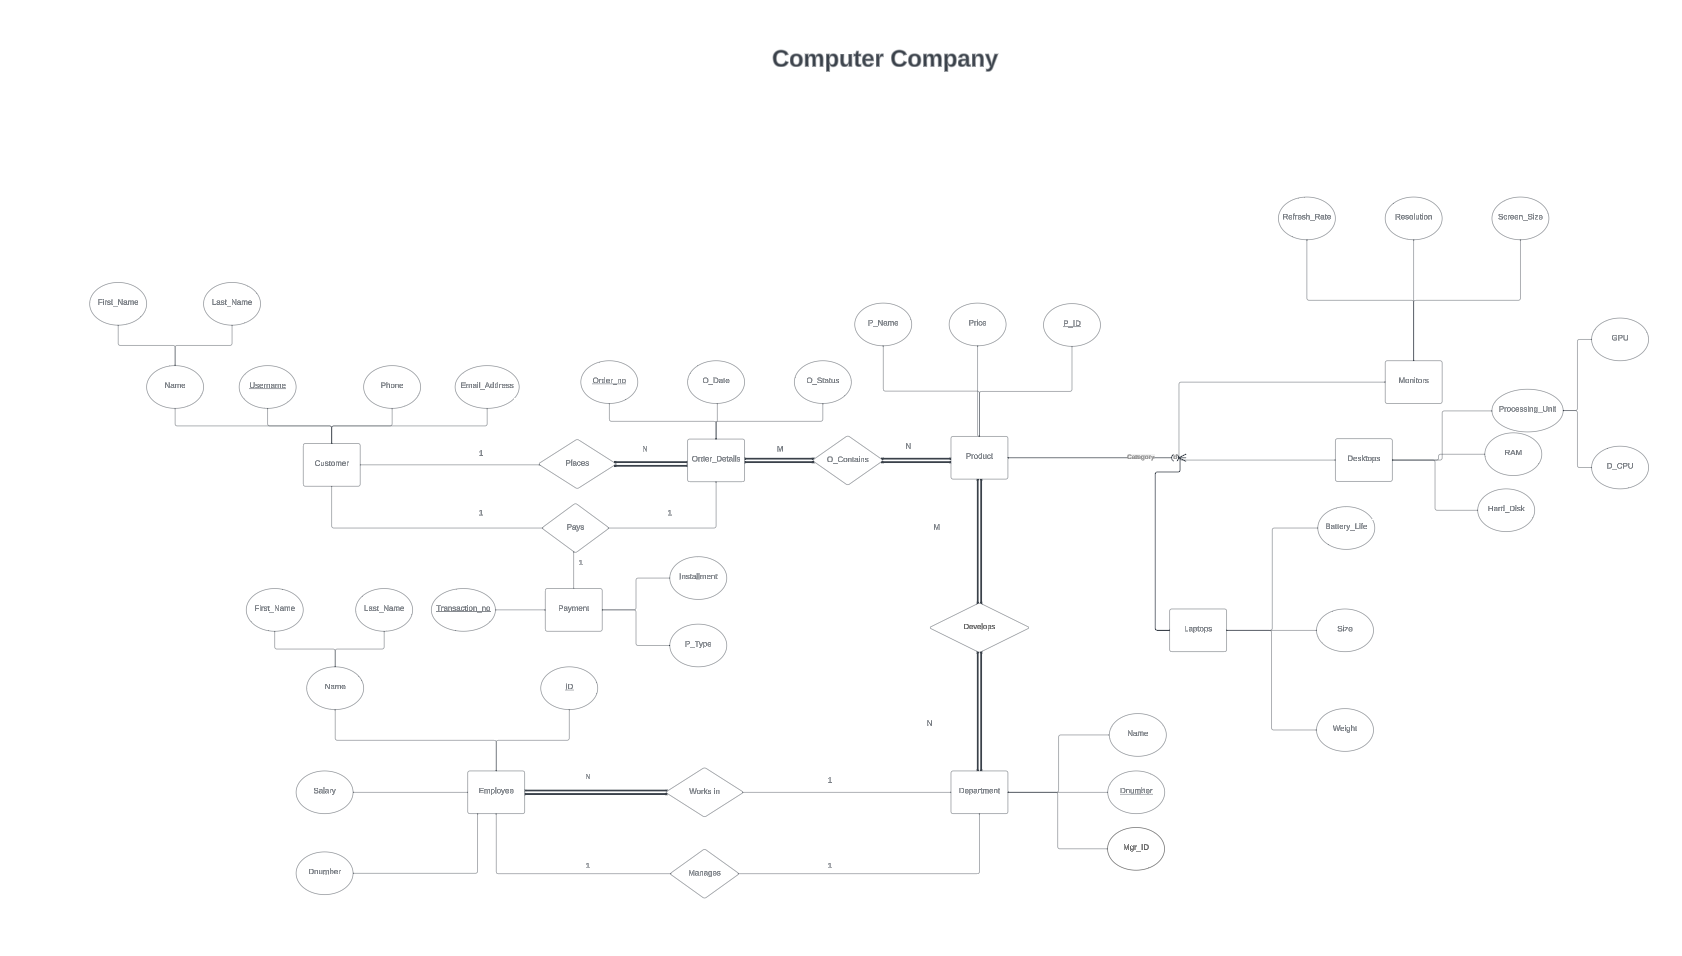 Computer Company
Refresh_Rate
Resolution
Screen_Size
First_Name
Last_Name
P_Name
Price
P_ID
GPU
Name
Username
Phone
Email_Address
Order_no
O_Date
O_Status
Monitors
Processing_Unit
RAM
D_CPU
Hard_Disk
Customer
1
Places
N
Order_Details
M
O_Contains
N
Product
Category
Desktops
1
Pays
1
M
Battery_Life
1
Installment
First_Name
Last_Name
Transaction_no
Payment
Develops
Laptops
Size
P_Type
Name
ID
N
Weight
Name
Salary
Employee
N
Works in
1
Department
Dnumber
Mgr_ID
Dnumber
1
Manages
1